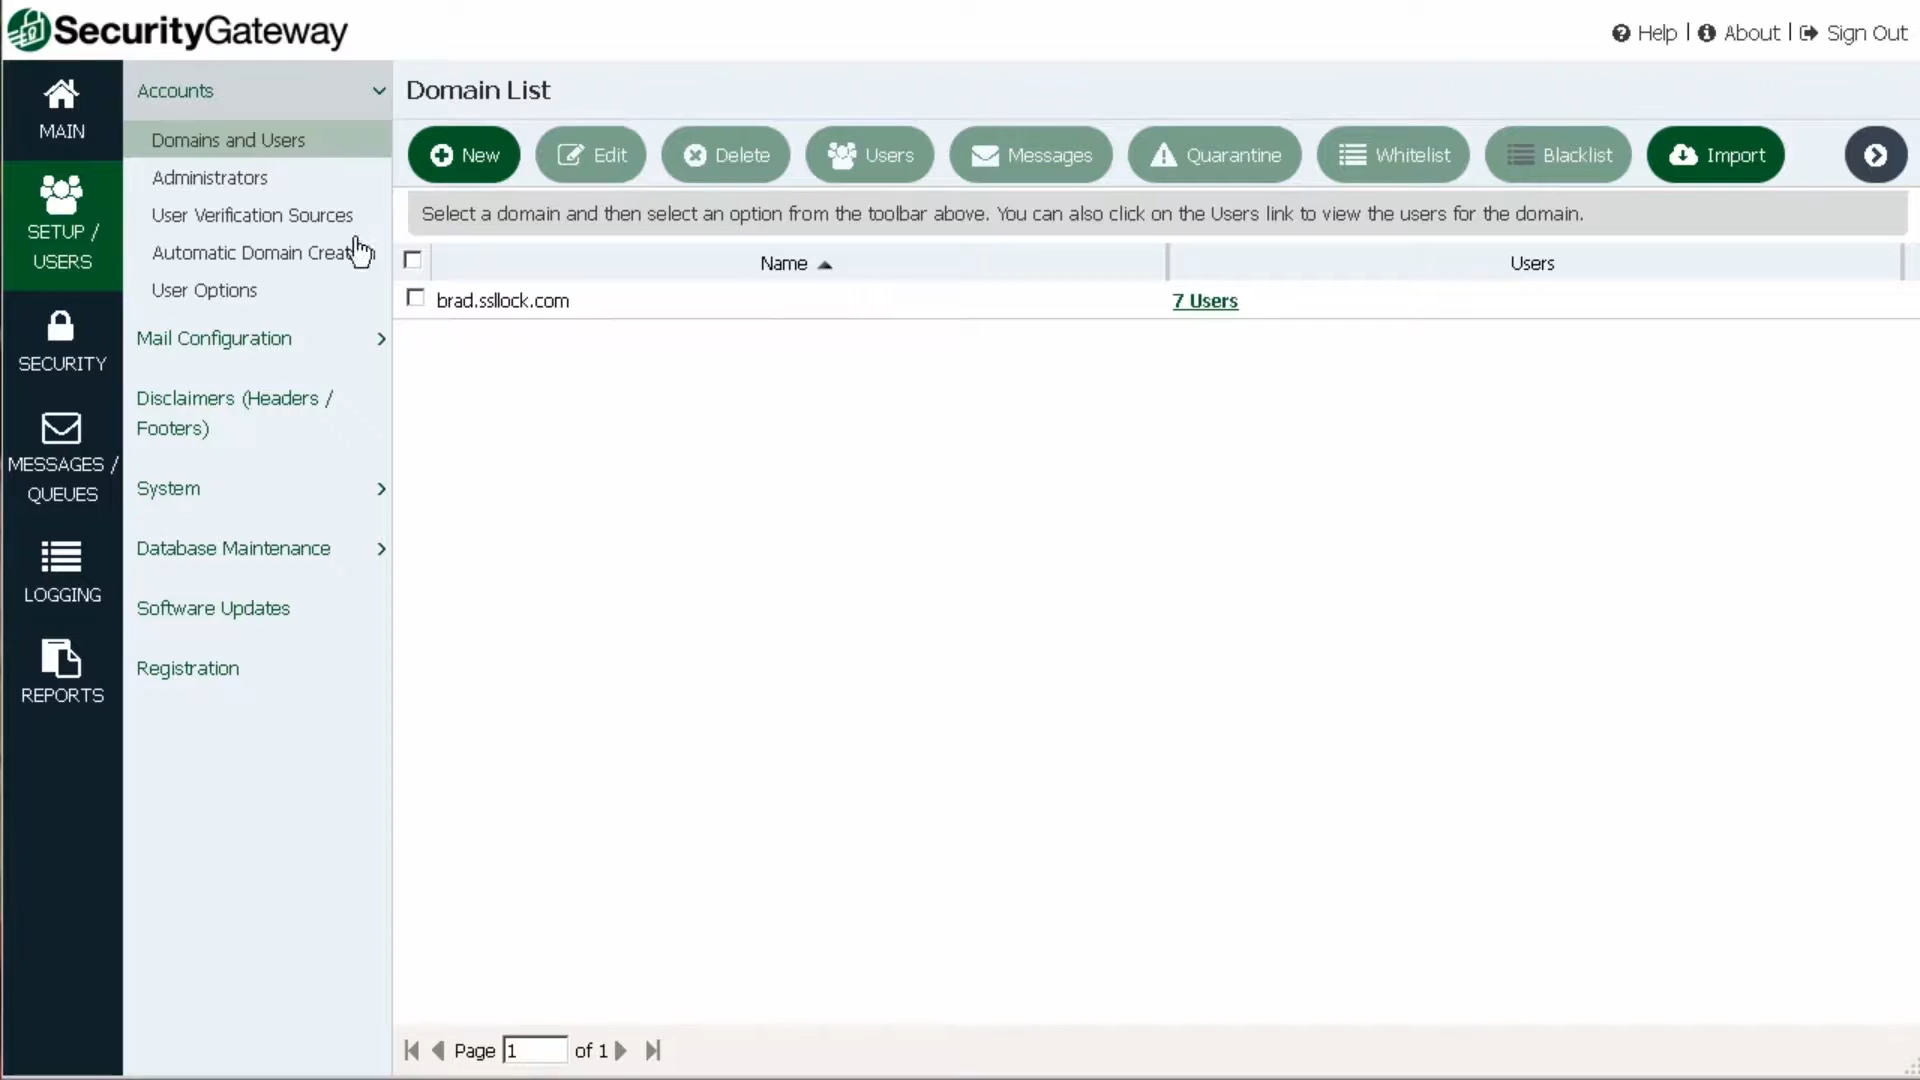 SecurityGateway
Help | About | Sign Out
MAIN
SETUP /
USERS
SECURITY
MESSAGES /
QUEUES
LOGGING
REPORTS
Accounts
Domains and Users
Administrators
User Verification Sources
Automatic Domain
User Options
Mail Configuration
Disclaimers (Headers /
Footers)
System
Database Maintenance
Software Updates
Registration
Domain List
New
Edit
Delete
Users
Messages
Quarantine
Whitelist
Blacklist
Import
Select a domain and then select an option from the toolbar above. You can also click on the Users link to view the users for the domain.
Name
Users
brad.ssllock.com
7 Users
Page 1 of 1